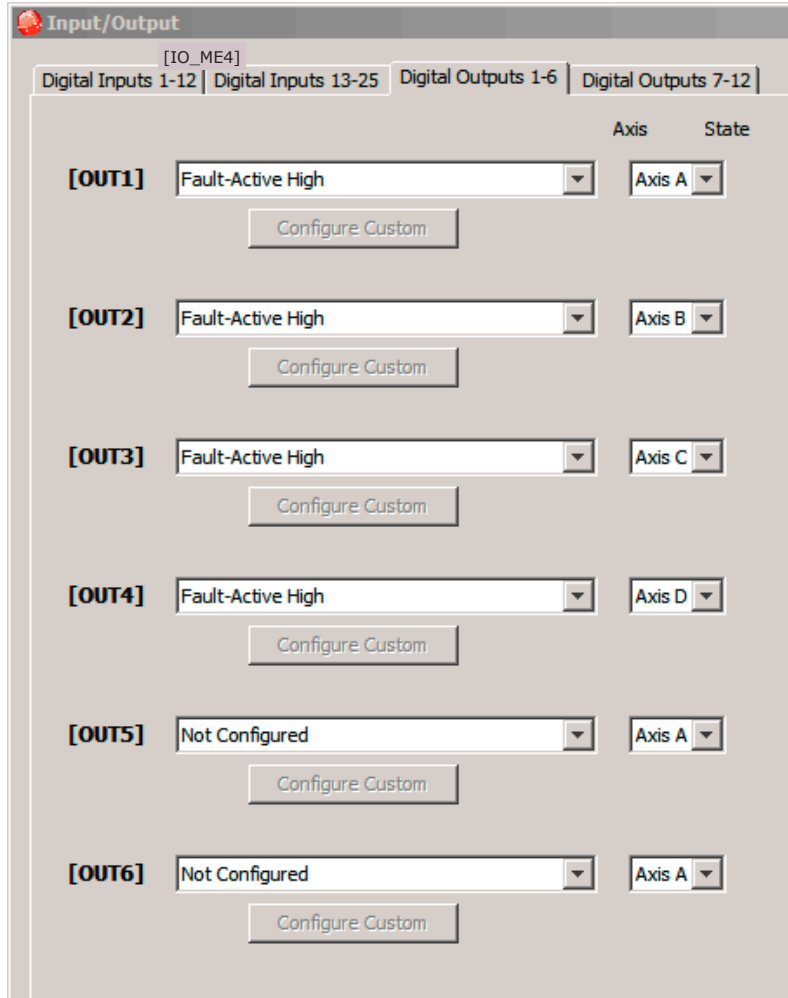 Input/Output
[IO_ME4]
Digital Inputs 1-12 Digital Inputs 13-25 Digital Outputs 1-6 Digital Outputs 7-12
Axis State
[OUT1] Fault-Active High Axis A
Configure Custom
[OUT2] Fault-Active High Axis B
Configure Custom
[OUT3] Fault-Active High Axis C
Configure Custom
[OUT4] Fault-Active High Axis D
Configure Custom
[OUT5] Not Configured Axis A
Configure Custom
[OUT6] Not Configured Axis A
Configure Custom